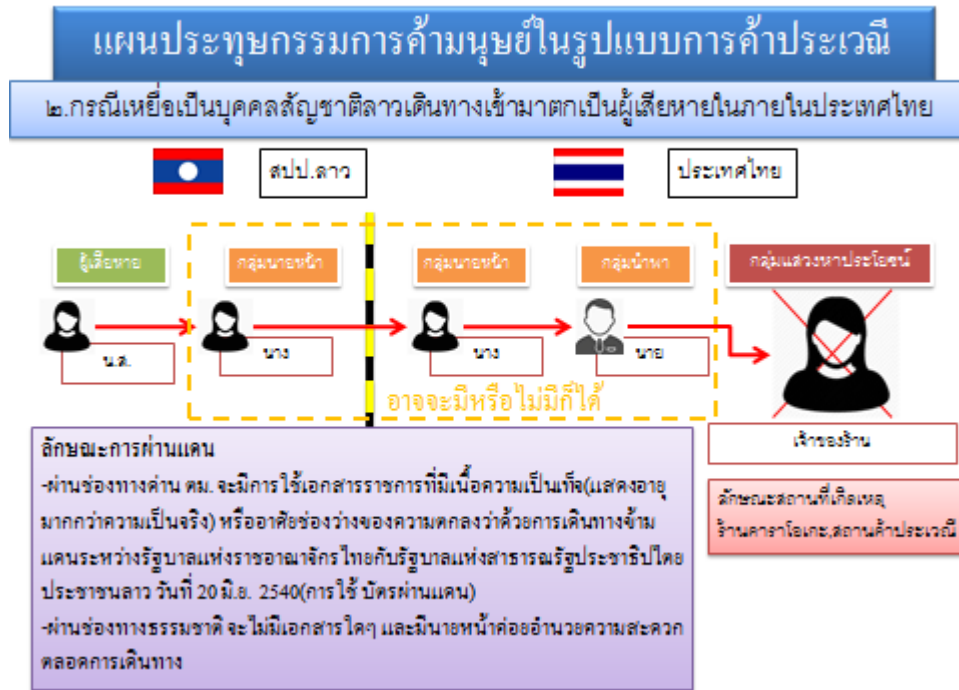 แผนประทุษกรรมการค้ามนุษย์ในรูปแบบการค้าประเวณี
๒.กรณีเหยื่อเป็นบุคคลสัญชาติลาวเดินทางเข้ามาตกเป็นผู้เสียหายในภายในประเทศไทย
สปป.ลาว
ประเทศไทย
ผู้เสียหาย
กลุ่มนายหน้า
กลุ่มนายหน้า
กลุ่มนำพา
กลุ่มแสวงหาประโยชน์
น.ส.
นาง
นาง
นาย
อาจจะมีหรือไม่มีก็ได้
เจ้าของร้าน
ลักษณะการผ่านแดน
-ผ่านช่องทางด่าน ตม. จะมีการใช้เอกสารราชการที่มีเนื้อความเป็นเท็จ(แสดงอายุ
มากกว่าความเป็นจริง) หรืออาศัยช่องว่างของความตกลงว่าด้วยการเดินทางข้าม
แดนระหว่างรัฐบาลแห่งราชอาณาจักรไทยกับรัฐบาลแห่งสาธารณรัฐประชาธิปไตย
ประชาชนลาว วันที่ 20 มิ.ย. 2540(การใช้ บัตรผ่านแดน)
-ผ่านช่องทางธรรมชาติ จะไม่มีเอกสารใดๆ และมีนายหน้าค่อยอำนวยความสะดวก
ตลอดการเดินทาง
ลักษณะสถานที่เกิดเหตุ
ร้านคาราโอเกะ,สถานค้าประเวณี